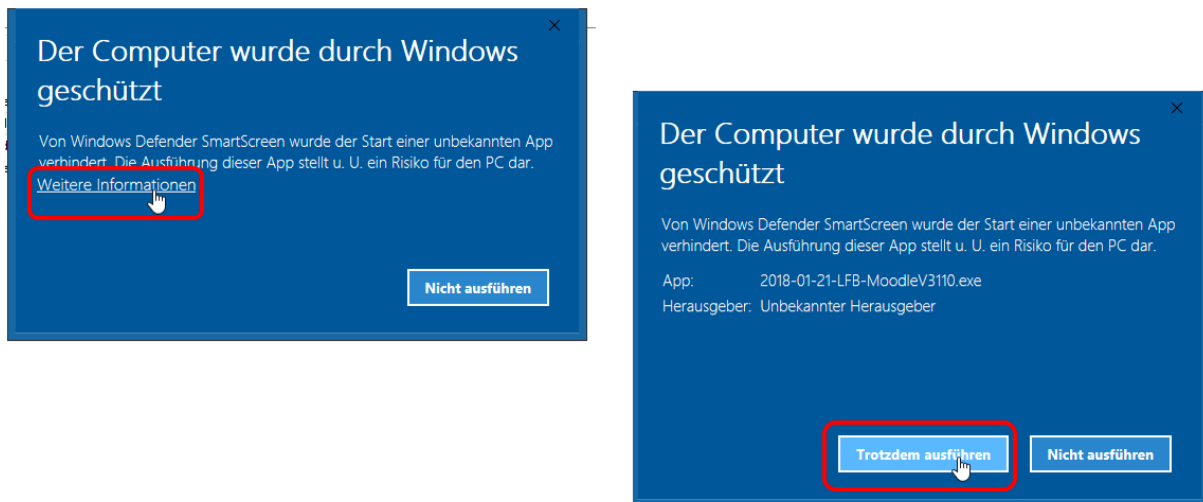 Der Computer wurde durch Windows
geschützt
Von Windows Defender SmartScreen wurde der Start einer unbekannten App
verhindert. Die Ausführung dieser App stellt u. U. ein Risiko für den PC dar.
Weitere Informationen
Nicht ausführen
Der Computer wurde durch Windows
geschützt
Von Windows Defender SmartScreen wurde der Start einer unbekannten App
verhindert. Die Ausführung dieser App stellt u. U. ein Risiko für den PC dar.
App: 2018-01-21-LFB-MoodleV3110.exe
Herausgeber: Unbekannter Herausgeber
Trotzdem ausführen Nicht ausführen